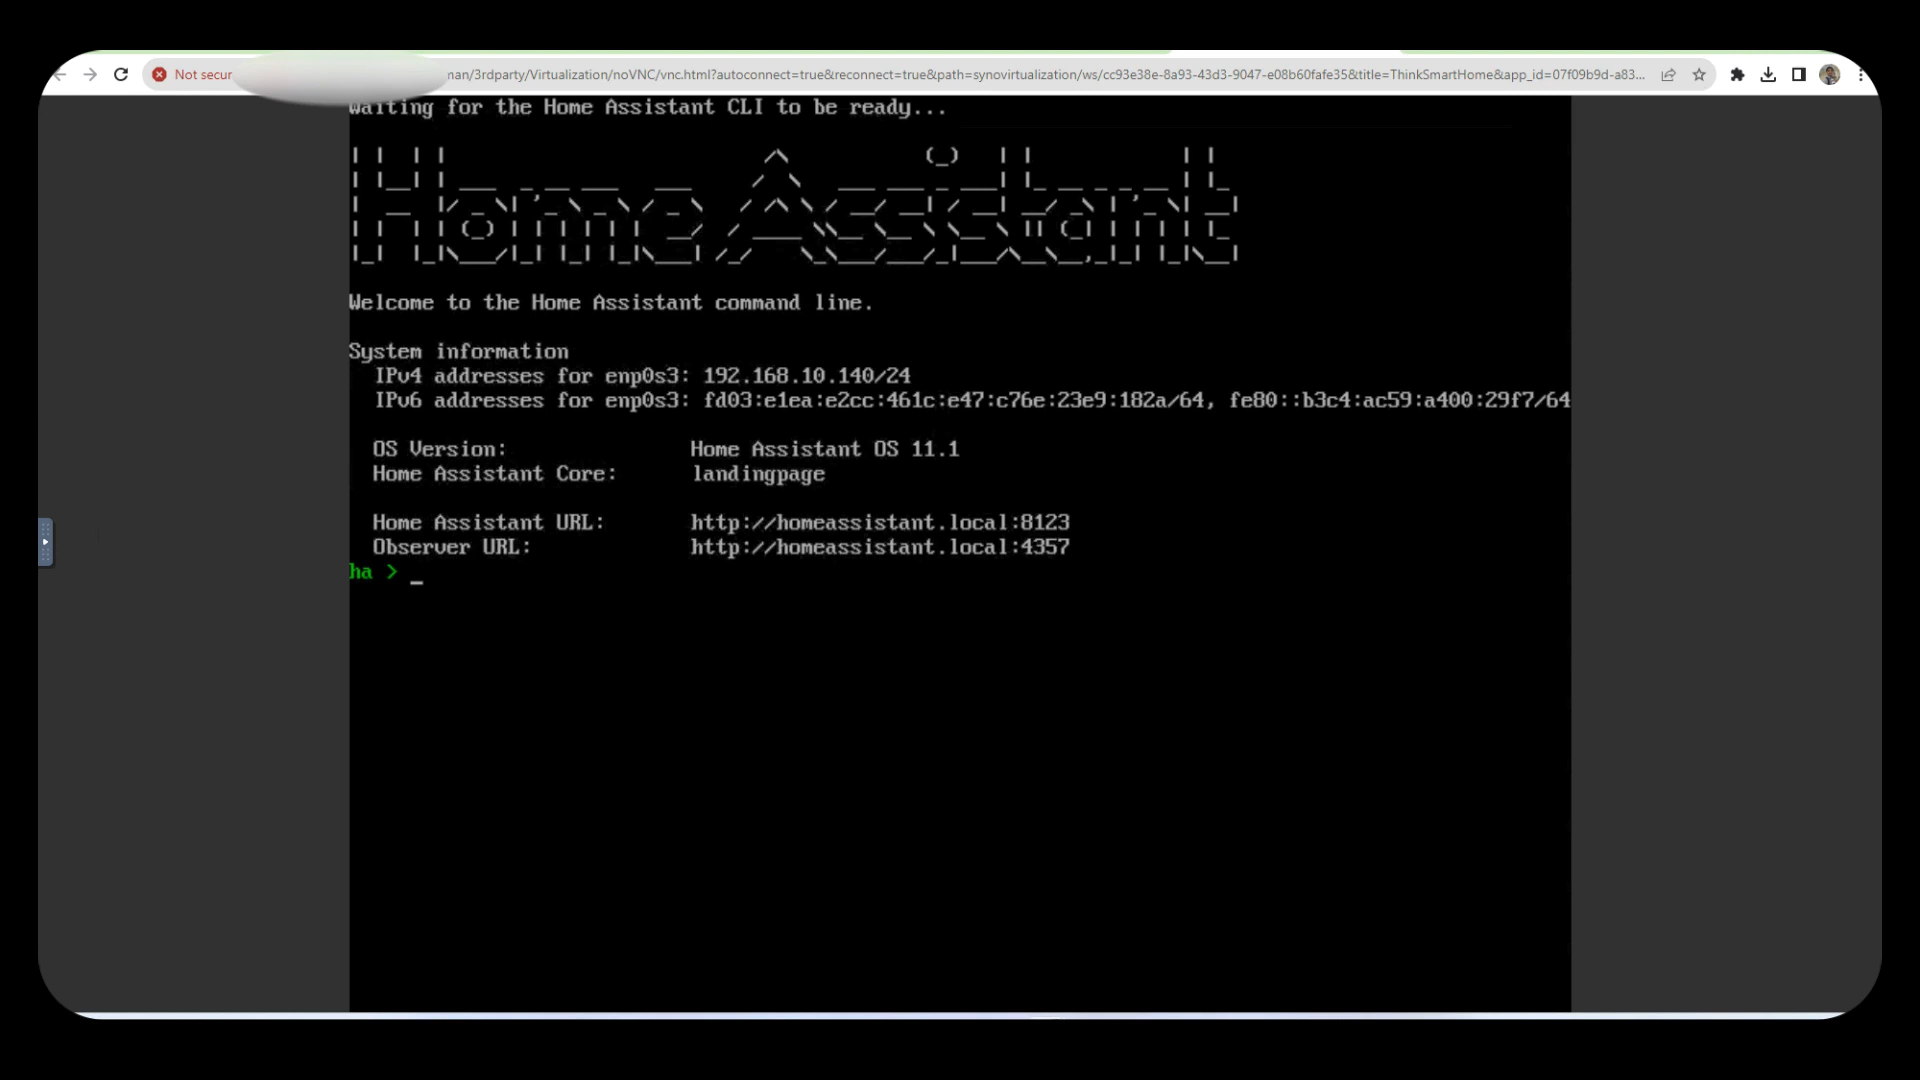 Not secur man/3rdparty/Virtualization/noVNC/vnc.html?autoconnect=true&reconnect=true&path=synovirtualization/ws/cc93e38e-8a93-43d3-9047-e08b60fafe35&title=ThinkSmartHome&app_id=07f09b9d-a83...
Waiting for the Home Assistant CLI to be ready...
Home Assistant
Welcome to the Home Assistant command line.
System information
IPv4 addresses for enp0s3: 192.168.10.140/24
IPv6 addresses for enp0s3: fd03:e1ea:e2cc:461c:e47:c76e:23e9:182a/64, fe80::b3c4:ac59:a400:29f7/64
OS Version: Home Assistant OS 11.1
Home Assistant Core: landingpage
Home Assistant URL: http://homeassistant.local:8123
Observer URL: http://homeassistant.local:4357
ha > _